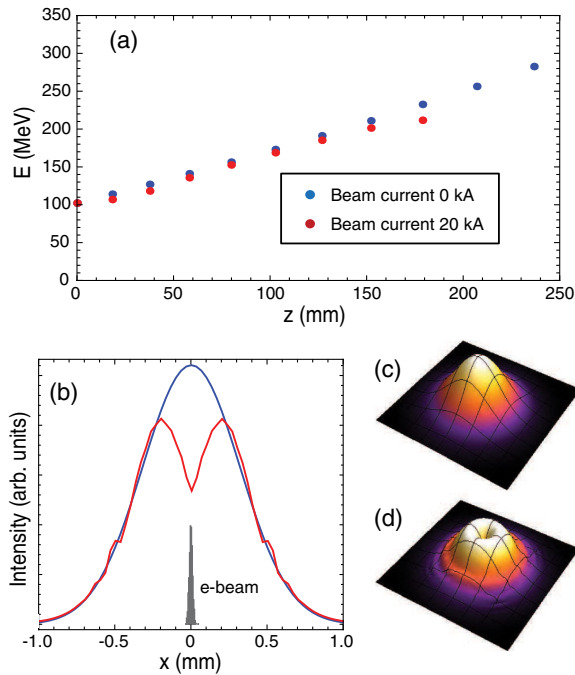 (a)
350
300
250
200
150
100
50
0
E (MeV)
Beam current 0 kA
Beam current 20 kA
0 50 100 150 200 250
z (mm)
(b)
Intensity (arb. units)
e-beam
-1.0 -0.5 0 0.5 1.0
x (mm)
(c)
(d)